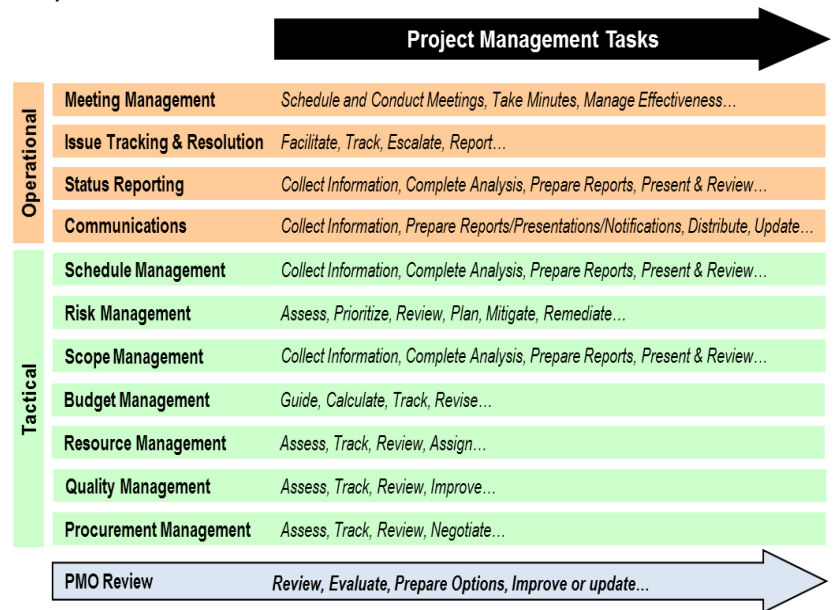 Project Management Tasks
Operational
Meeting Management Schedule and Conduct Meetings, Take Minutes, Manage Effectiveness…
Issue Tracking & Resolution Facilitate, Track, Escalate, Report…
Status Reporting Collect Information, Complete Analysis, Prepare Reports, Present & Review…
Communications Collect Information, Prepare Reports/Presentations/Notifications, Distribute, Update…
Tactical
Schedule Management Collect Information, Complete Analysis, Prepare Reports, Present & Review…
Risk Management Assess, Prioritize, Review, Plan, Mitigate, Remediate…
Scope Management Collect Information, Complete Analysis, Prepare Reports, Present & Review…
Budget Management Guide, Calculate, Track, Revise…
Resource Management Assess, Track, Review, Assign…
Quality Management Assess, Track, Review, Improve…
Procurement Management Assess, Track, Review, Negotiate…
PMO Review Review, Evaluate, Prepare Options, Improve or update…